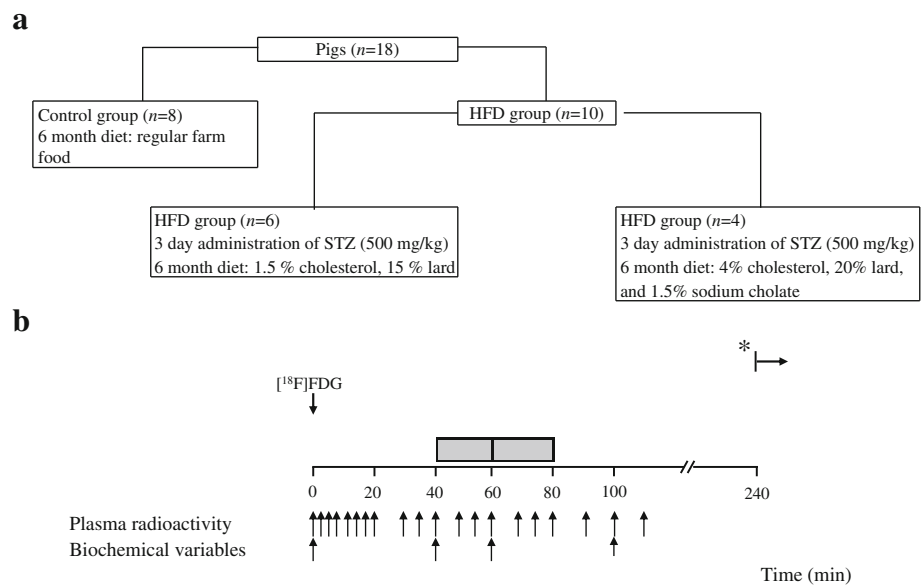 a
Pigs (n=18)
Control group (n=8)
6 month diet: regular farm
food
HFD group (n=10)
HFD group (n=6)
3 day administration of STZ (500 mg/kg)
6 month diet: 1.5 % cholesterol, 15 % lard
HFD group (n=4)
3 day administration of STZ (500 mg/kg)
6 month diet: 4% cholesterol, 20% lard,
and 1.5% sodium cholate
b
*
[¹⁸F]FDG
0 20 40 60 80 100 240
Plasma radioactivity
Biochemical variables
Time (min)